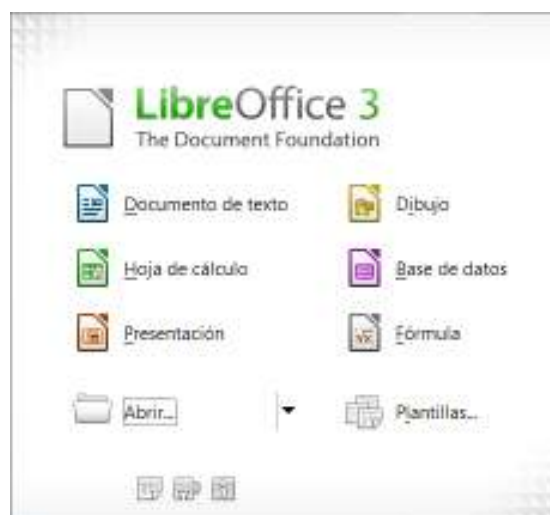 LibreOffice 3
The Document Foundation
Documento de texto
Dibujo
Hoja de cálculo
Base de datos
Presentación
Fórmula
Abrir...
Plantillas...